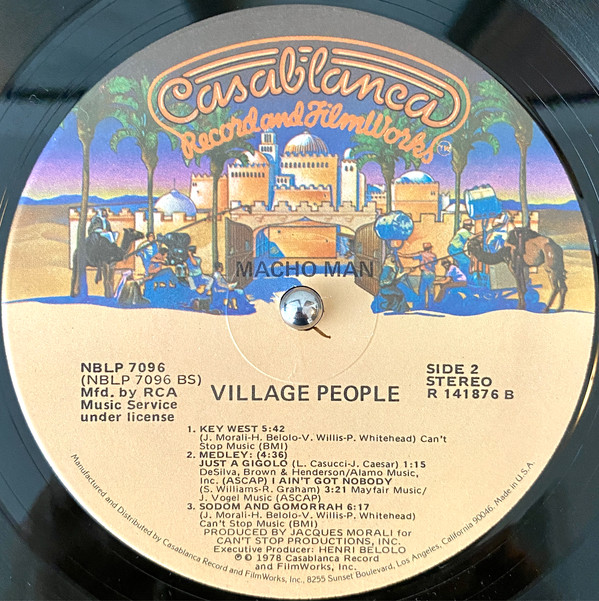 Casablanca
Record and FilmWorks
TM
MACHO MAN
NBLP 7096
(NBLP 7096 BS)
Mfd. by RCA
Music Service
under license
VILLAGE PEOPLE
SIDE 2
STEREO
R 141876 B
1. KEY WEST 5:42
(J. Morali-H. Belolo-V. Willis-P. Whitehead) Can't
Stop Music (BMI)
2. MEDLEY: (4:36)
JUST A GIGOLO (L. Casucci-J. Caesar) 1:15
DeSilva, Brown & Henderson/Alamo Music,
Inc. (ASCAP) I AIN'T GOT NOBODY
(S. Williams-R. Graham) 3:21 Mayfair Music/
J. Vogel Music (ASCAP)
3. SODOM AND GOMORRAH 6:17
(J. Morali-H. Belolo-V. Willis-P. Whitehead)
Can't Stop Music (BMI)
PRODUCED BY JACQUES MORALI for
CAN'T STOP PRODUCTIONS, INC.
Executive Producer: HENRI BELOLO
℗ © 1978 Casablanca Record
and FilmWorks, Inc.
Manufactured and Distributed by Casablanca Record and FilmWorks, Inc., 8255 Sunset Boulevard, Los Angeles, California 90046. Made in U.S.A.